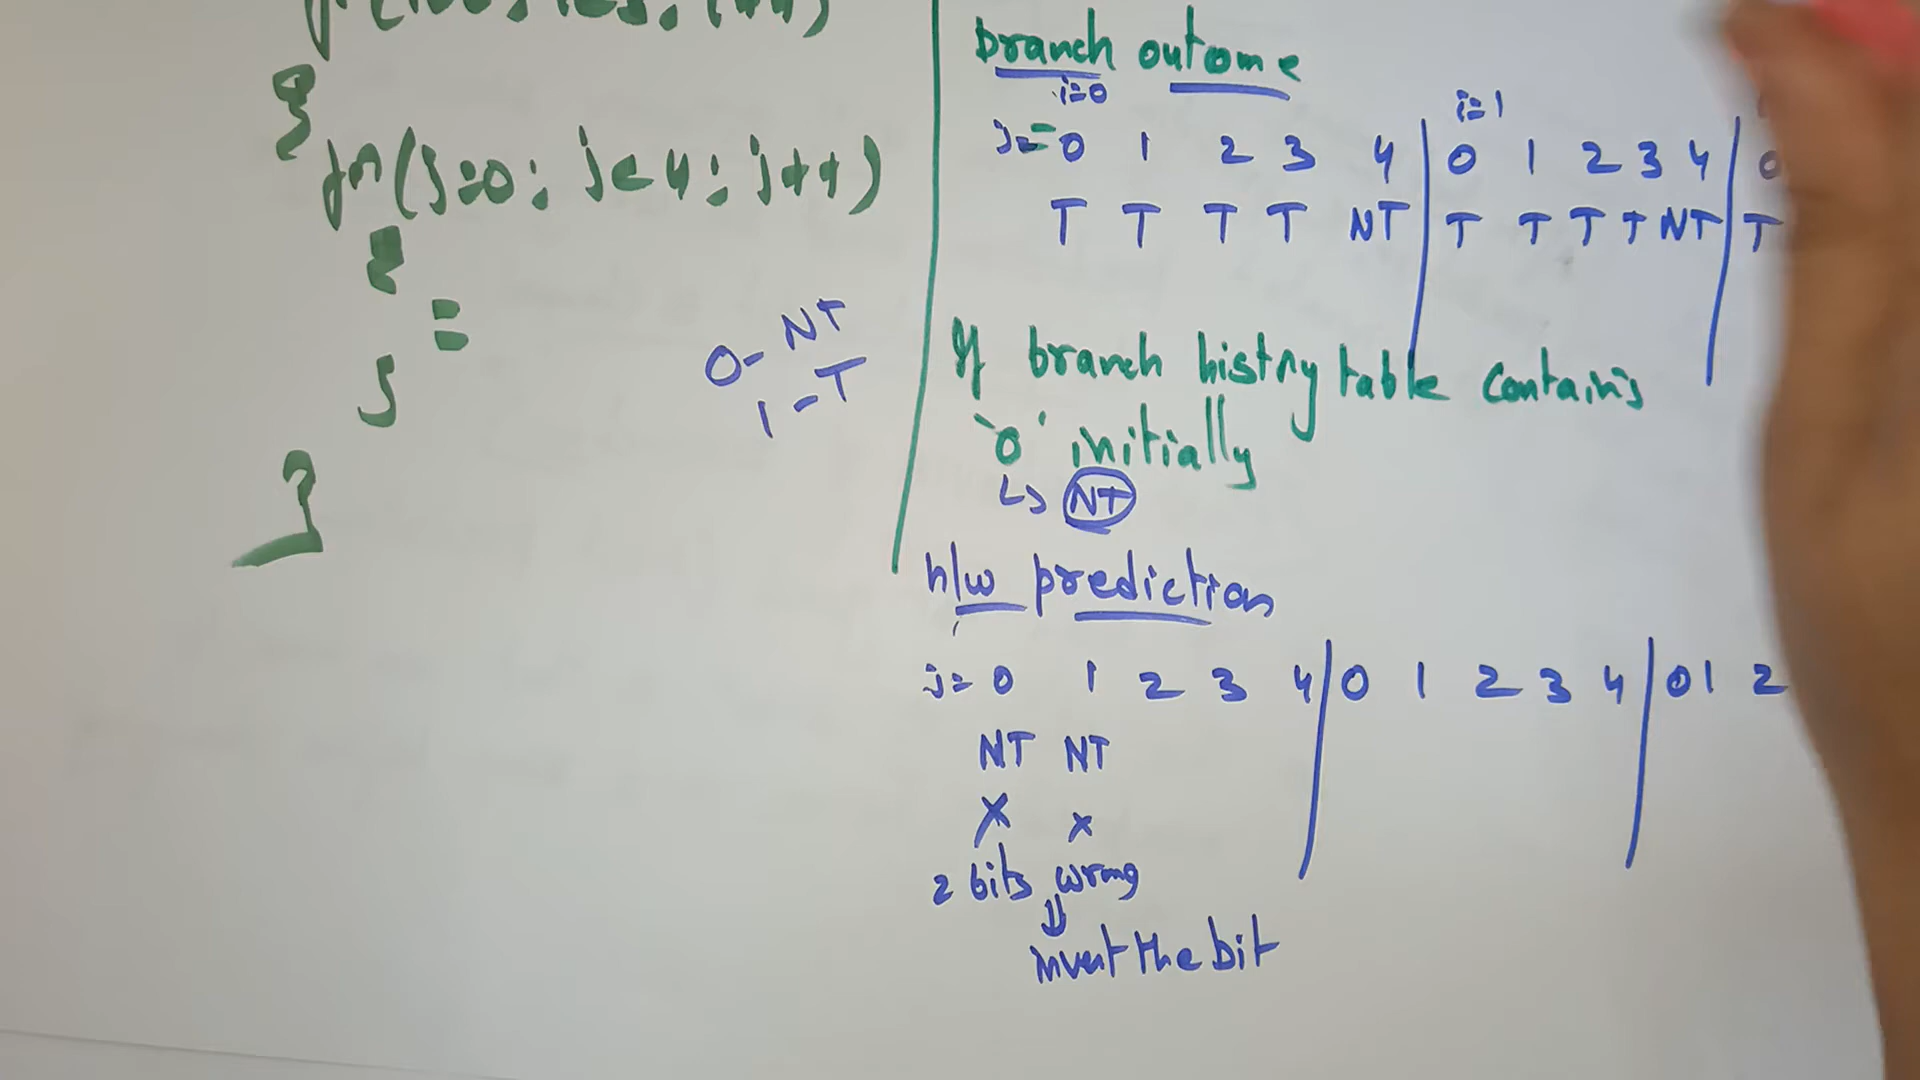 {
for(j=0; j<4; j++)
{
=
}
}
0- NT
1 - T
branch outome
i=0 i=1
j= 0 1 2 3 4 0 1 2 3 4 0
T T T T NT T T T T NT T
If branch history table contains
'0' initially
↳ NT
h/w prediction
j= 0 1 2 3 4 0 1 2 3 4 0 1 2
NT NT
X x
2 bits wrong
⇓
invert the bit